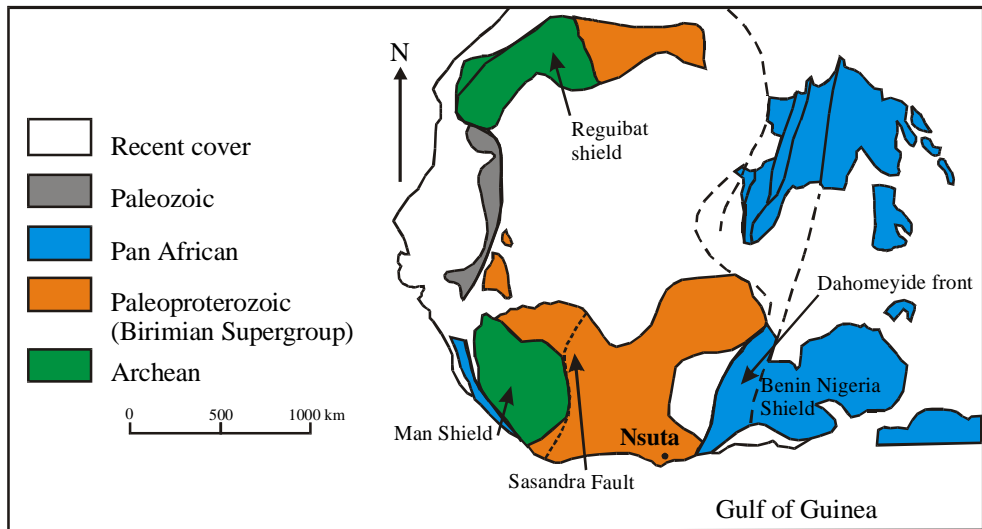 N
Recent cover
Paleozoic
Pan African
Paleoproterozoic
(Birimian Supergroup)
Archean
0 500 1000 km
Reguibat
shield
Dahomeyide front
Benin Nigeria
Shield
Man Shield
Nsuta
Sasandra Fault
Gulf of Guinea